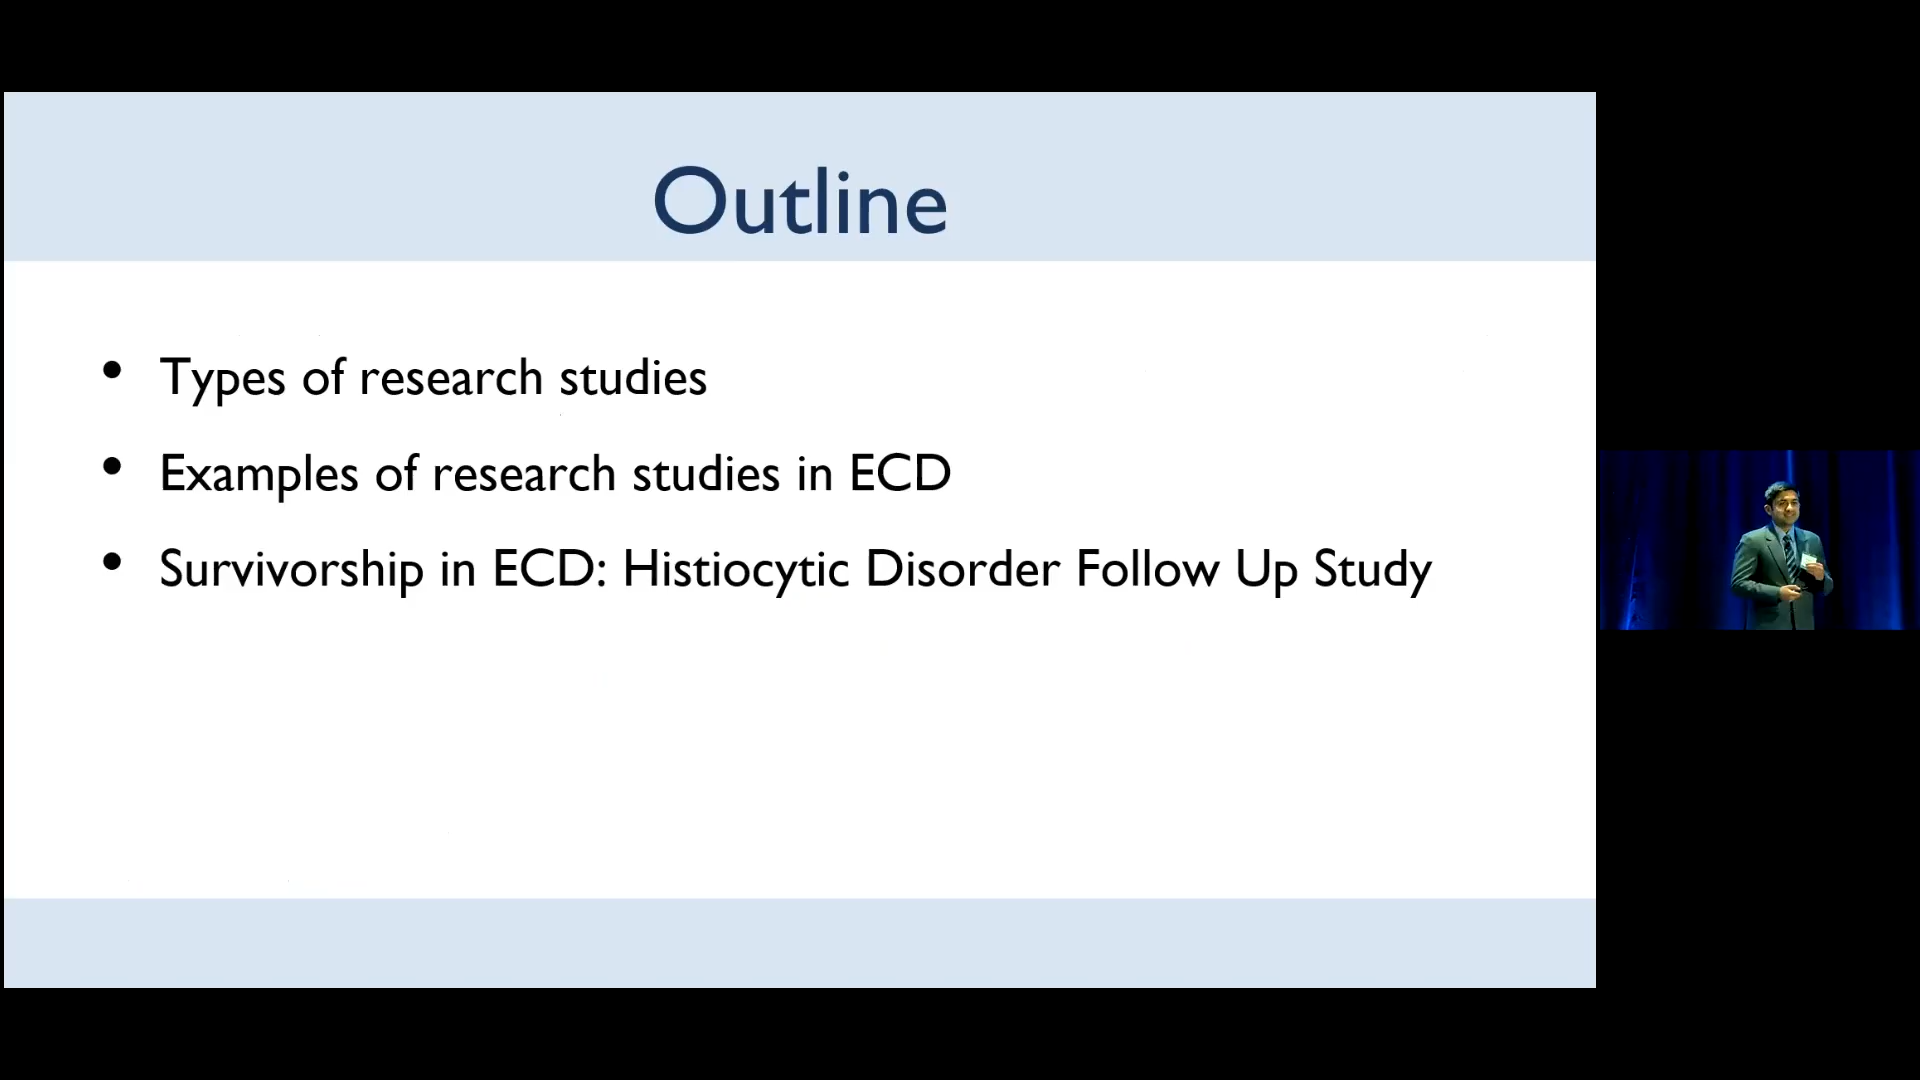 Outline
• Types of research studies
• Examples of research studies in ECD
• Survivorship in ECD: Histiocytic Disorder Follow Up Study